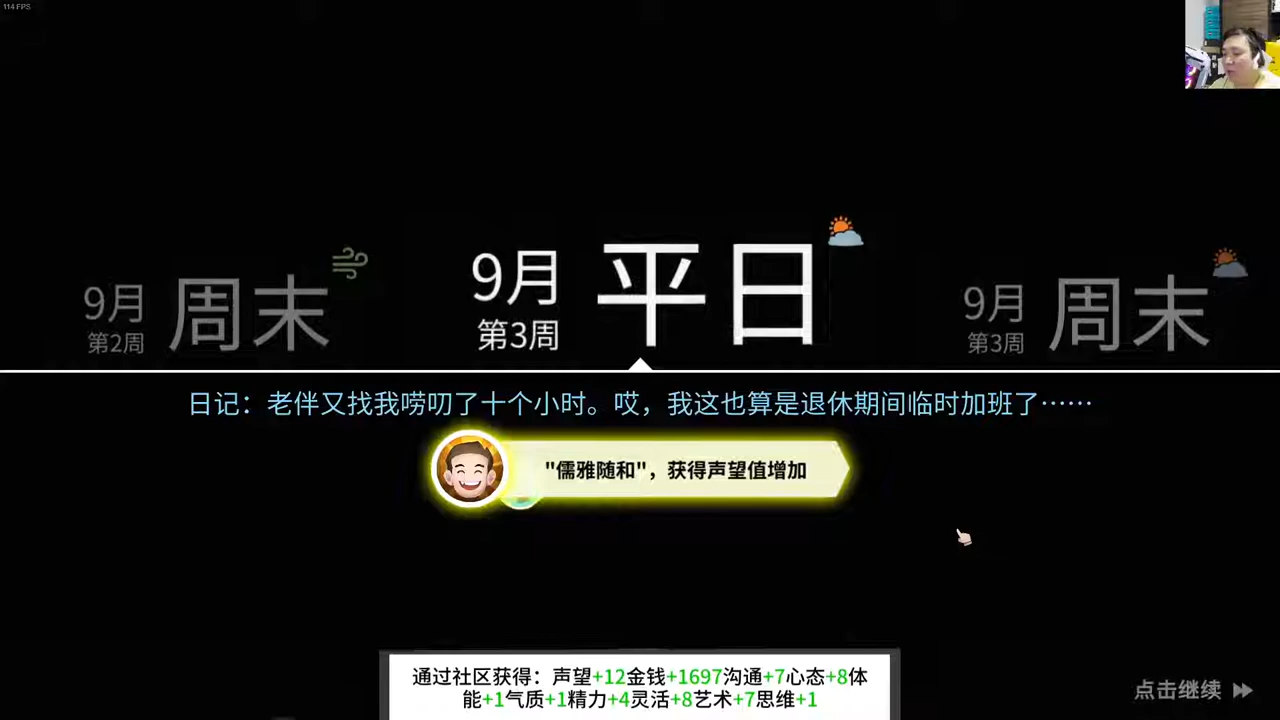 114 FPS
9月
第2周
周末
9月
第3周
平日
9月
第3周
周末
日记：老伴又找我唠叨了十个小时。哎，我这也算是退休期间临时加班了……
"儒雅随和"，获得声望值增加
通过社区获得：声望+12金钱+1697沟通+7心态+8体
能+1气质+1精力+4灵活+8艺术+7思维+1
点击继续